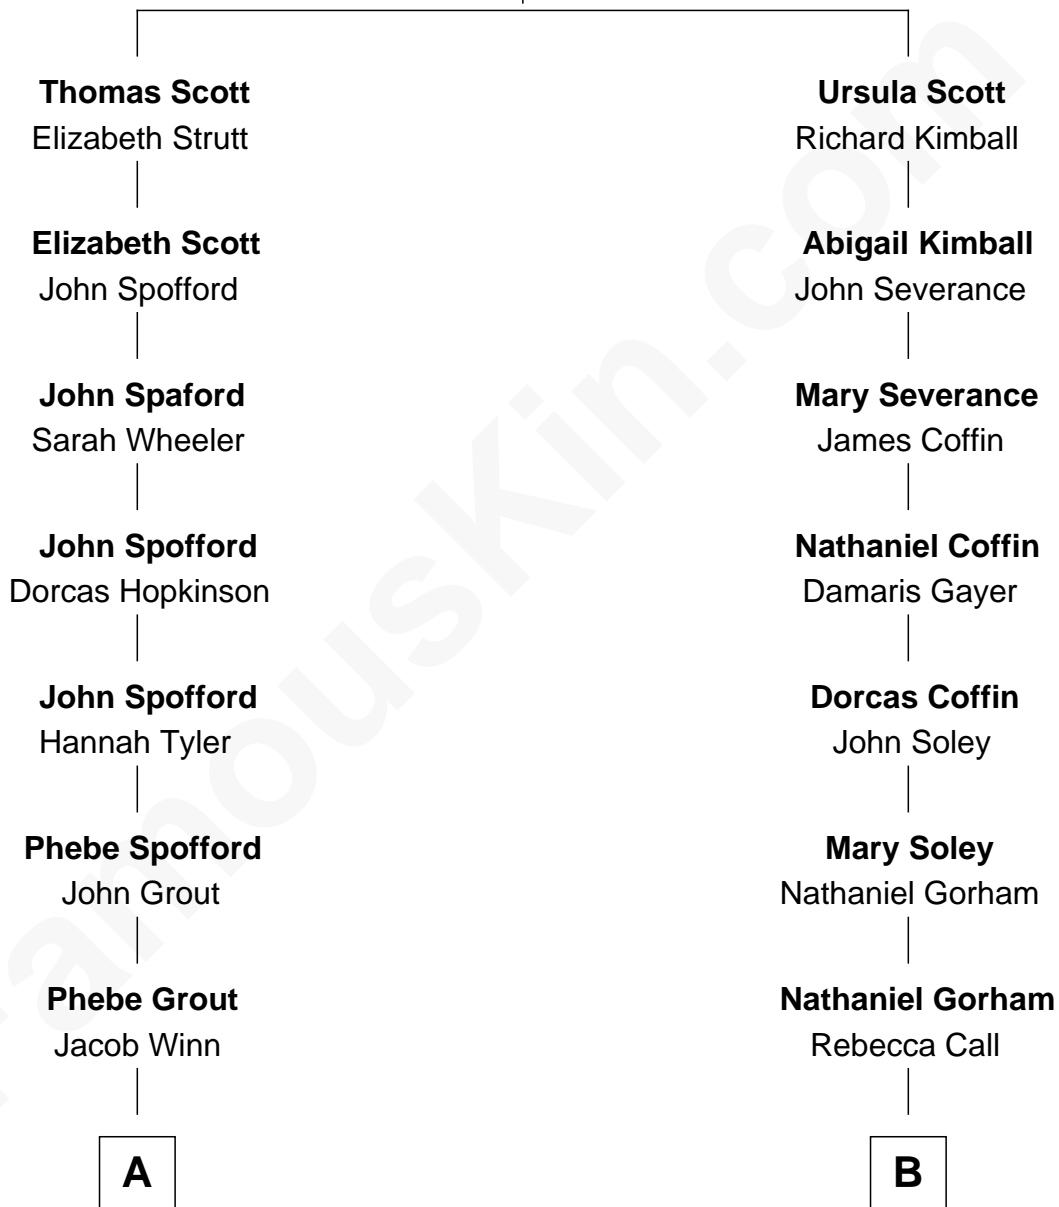 Thomas Scott
Elizabeth Strutt
Elizabeth Scott
John Spofford
John Spaford
Sarah Wheeler
John Spofford
Dorcas Hopkinson
John Spofford
Hannah Tyler
Phebe Spofford
John Grout
Phebe Grout
Jacob Winn
A
Ursula Scott
Richard Kimball
Abigail Kimball
John Severance
Mary Severance
James Coffin
Nathaniel Coffin
Damaris Gayer
Dorcas Coffin
John Soley
Mary Soley
Nathaniel Gorham
Nathaniel Gorham
Rebecca Call
B
FamousKin.com